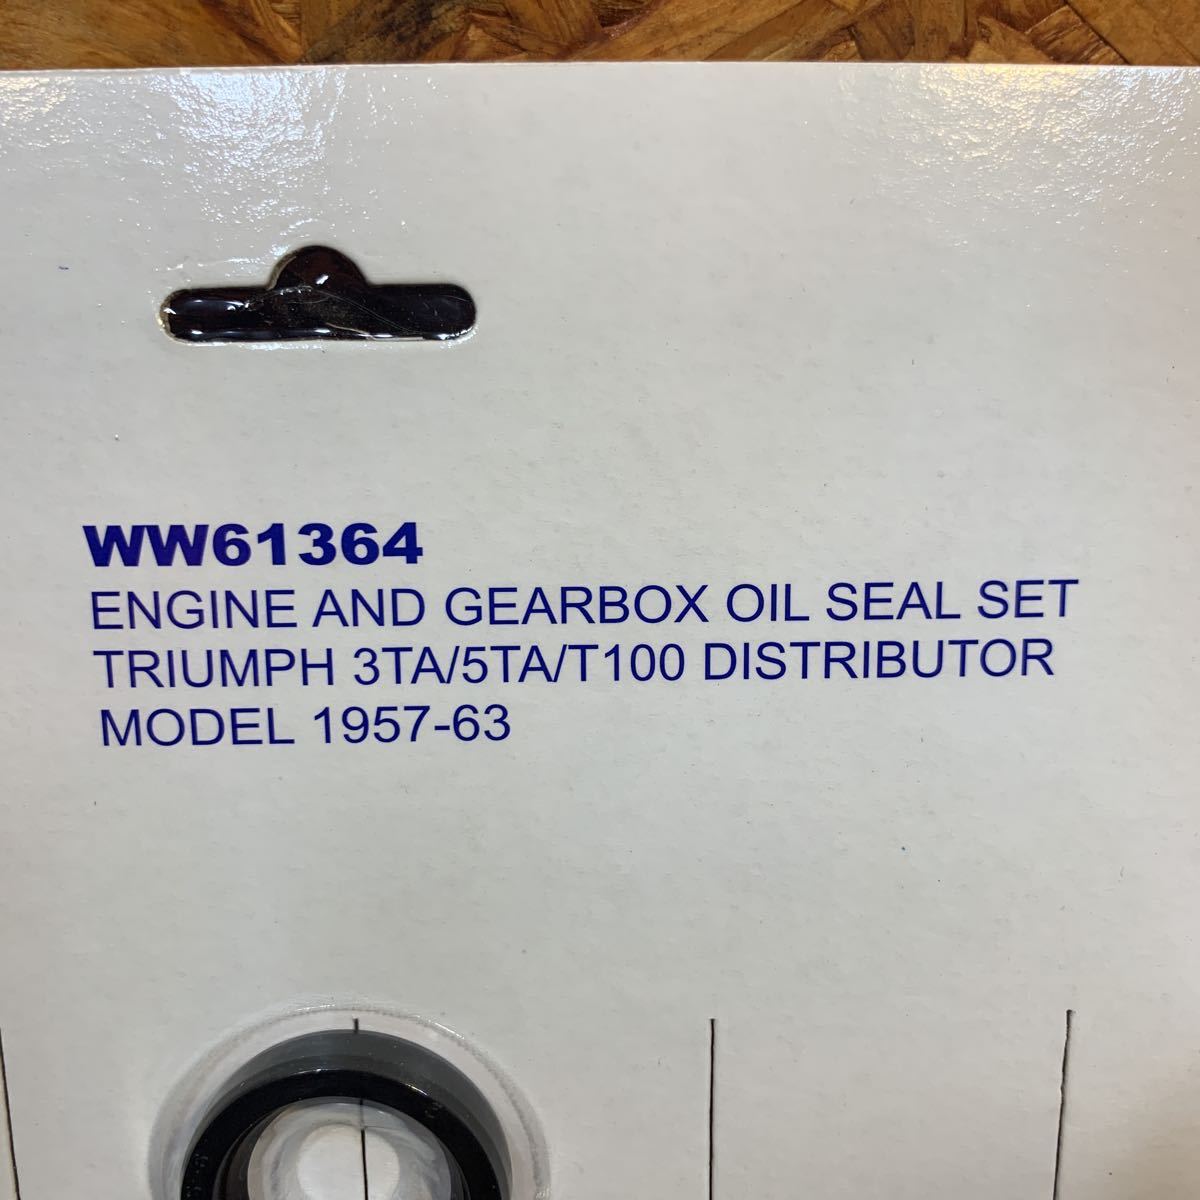 WW61364
ENGINE AND GEARBOX OIL SEAL SET
TRIUMPH 3TA/5TA/T100 DISTRIBUTOR
MODEL 1957-63